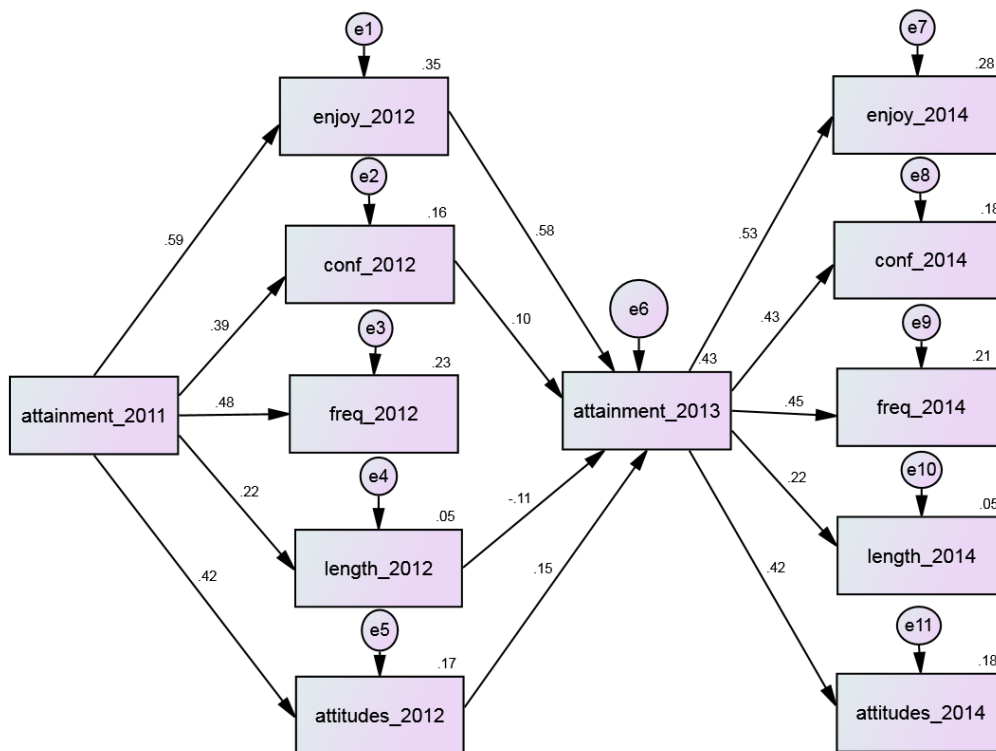 e1
.35
enjoy_2012
e2
.16
conf_2012
e3
.23
freq_2012
e4
.05
length_2012
e5
.17
attitudes_2012
attainment_2011
.59
.39
.48
.22
.42
.58
.10
-.11
.15
e6
.43
attainment_2013
.53
.43
.45
.22
.42
e7
.28
enjoy_2014
e8
.18
conf_2014
e9
.21
freq_2014
e10
.05
length_2014
e11
.18
attitudes_2014